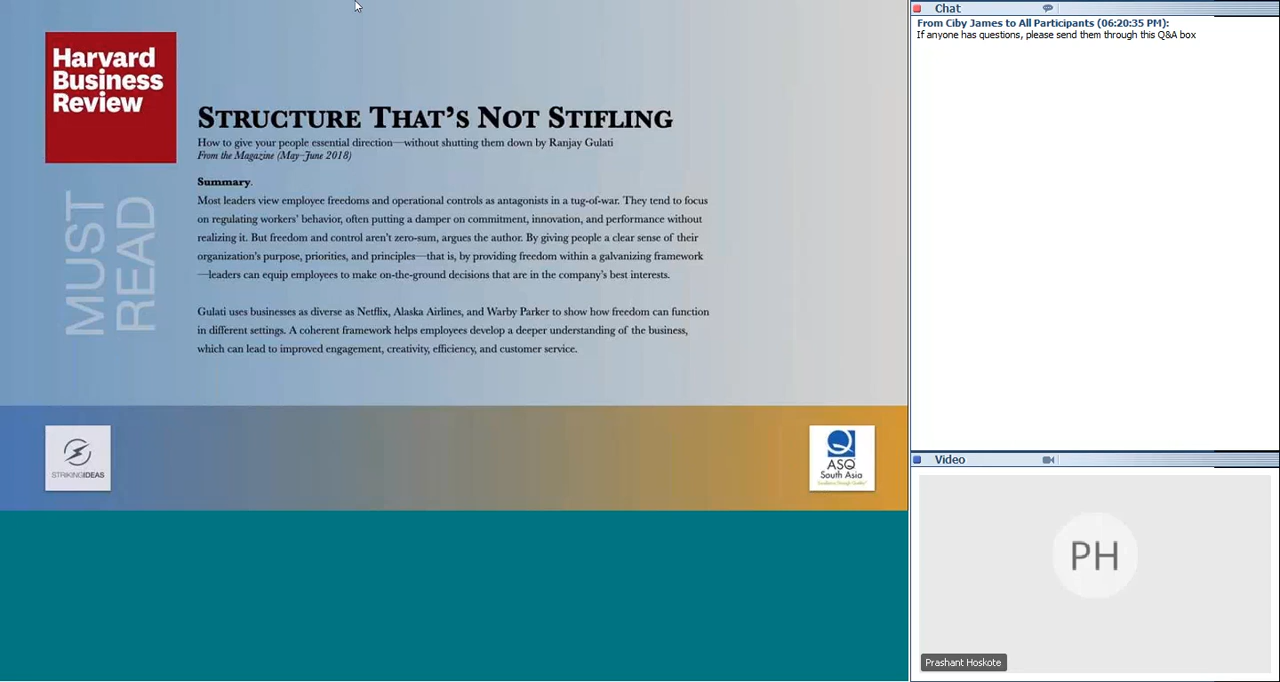 Harvard
Business
Review
MUST
READ
STRUCTURE THAT'S NOT STIFLING
How to give your people essential direction—without shutting them down by Ranjay Gulati
From the Magazine (May–June 2018)
Summary.
Most leaders view employee freedoms and operational controls as antagonists in a tug-of-war. They tend to focus
on regulating workers' behavior, often putting a damper on commitment, innovation, and performance without
realizing it. But freedom and control aren't zero-sum, argues the author. By giving people a clear sense of their
organization's purpose, priorities, and principles—that is, by providing freedom within a galvanizing framework
—leaders can equip employees to make on-the-ground decisions that are in the company's best interests.
Gulati uses businesses as diverse as Netflix, Alaska Airlines, and Warby Parker to show how freedom can function
in different settings. A coherent framework helps employees develop a deeper understanding of the business,
which can lead to improved engagement, creativity, efficiency, and customer service.
STRIKINGIDEAS
ASQ
South Asia
Chat
From Ciby James to All Participants (06:20:35 PM):
If anyone has questions, please send them through this Q&A box
Video
PH
Prashant Hoskote